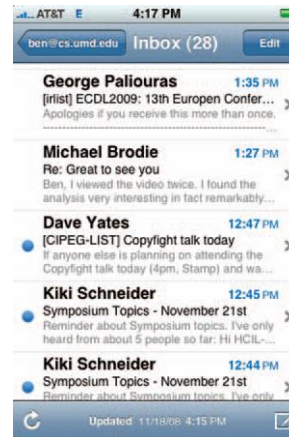 AT&T E 4:17 PM
ben@cs.umd.edu Inbox (28) Edit
George Paliouras 1:35 PM
[irlist] ECDL2009: 13th Europen Confer...
Apologies if you receive this more than once.
----------------------------------------------------...
Michael Brodie 1:27 PM
Re: Great to see you
Ben, I viewed the video twice. I found the
analysis very interesting in fact remarkably...
Dave Yates 12:47 PM
[CIPEG-LIST] Copyfight talk today
If anyone else is planning on attending the
Copyfight talk today (4pm, Stamp) and wa...
Kiki Schneider 12:45 PM
Symposium Topics - November 21st
Reminder about Symposium topics. I've only
heard from about 5 people so far: Hi HCIL-...
Kiki Schneider 12:44 PM
Symposium Topics - November 21st
Reminder about Symposium topics. I've only
Updated 11/18/08 4:15 PM